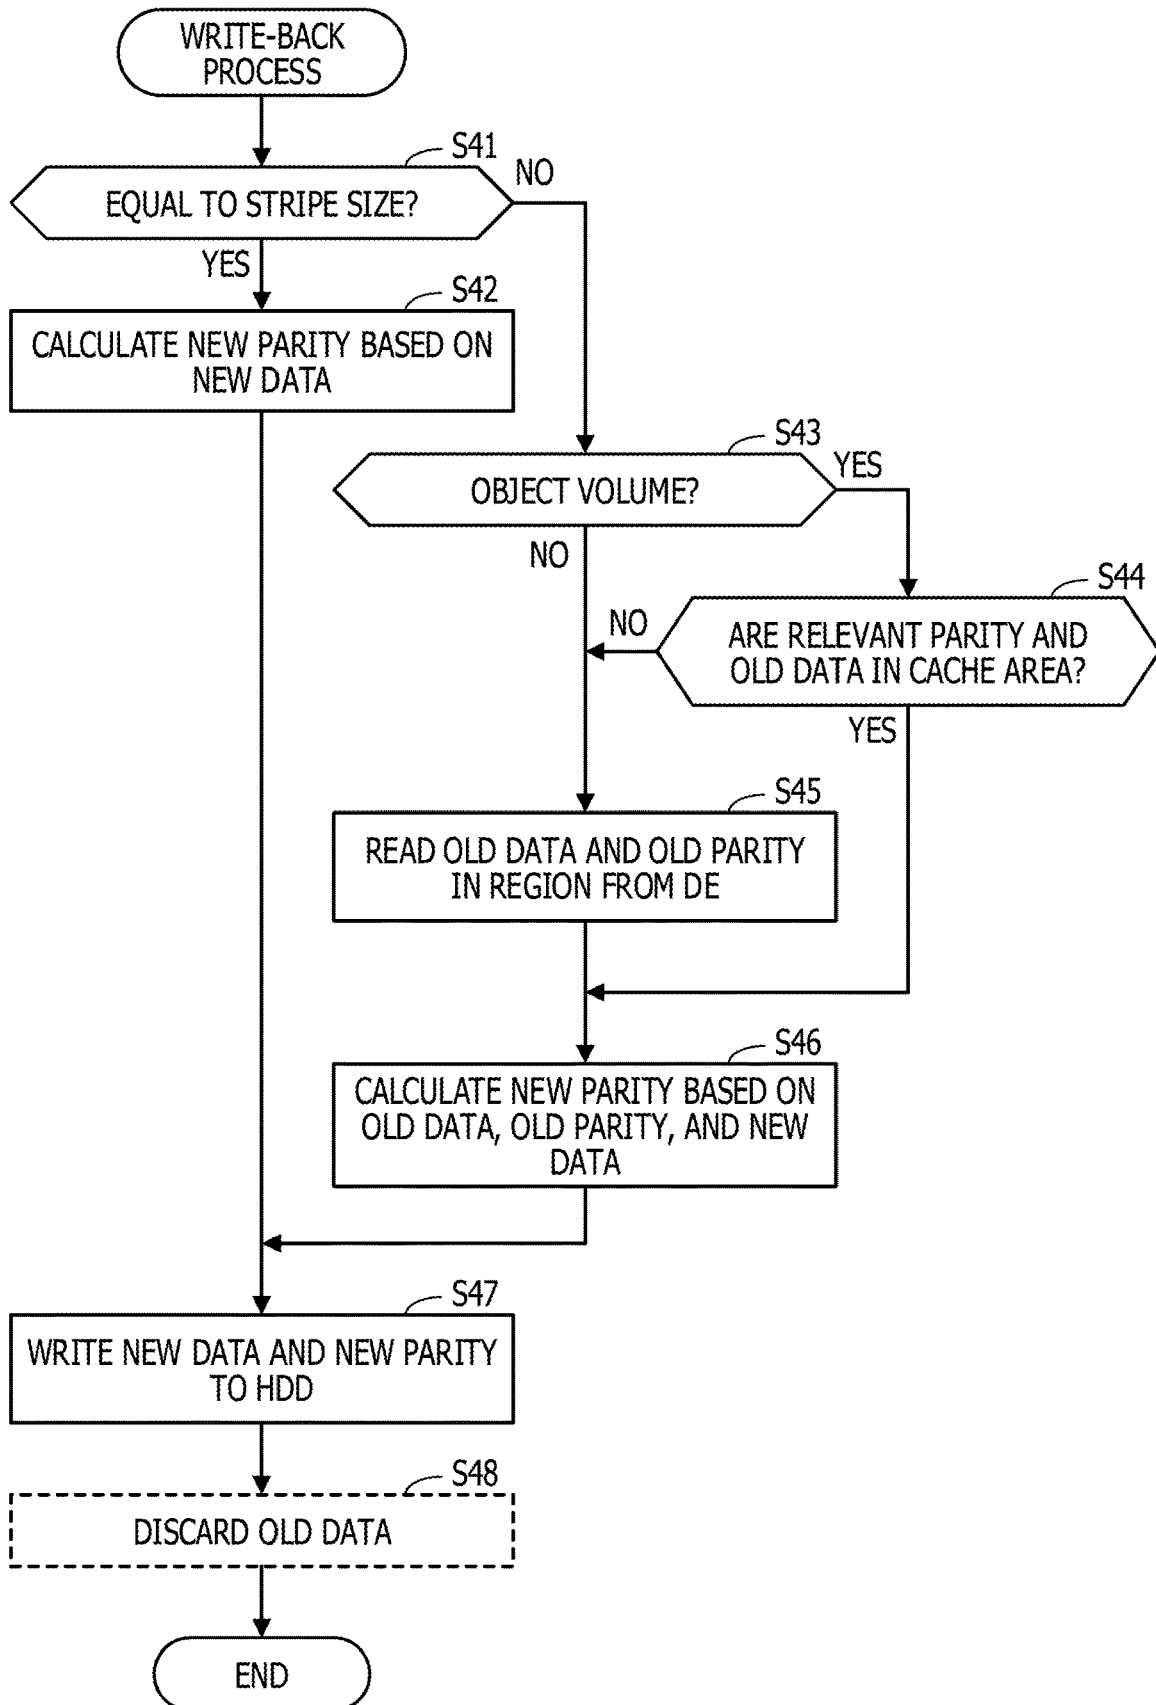 WRITE-BACK
PROCESS
S41
EQUAL TO STRIPE SIZE?
NO
YES
S42
CALCULATE NEW PARITY BASED ON
NEW DATA
S43
OBJECT VOLUME?
YES
NO
S44
ARE RELEVANT PARITY AND
OLD DATA IN CACHE AREA?
NO
YES
S45
READ OLD DATA AND OLD PARITY
IN REGION FROM DE
S46
CALCULATE NEW PARITY BASED ON
OLD DATA, OLD PARITY, AND NEW
DATA
S47
WRITE NEW DATA AND NEW PARITY
TO HDD
S48
DISCARD OLD DATA
END